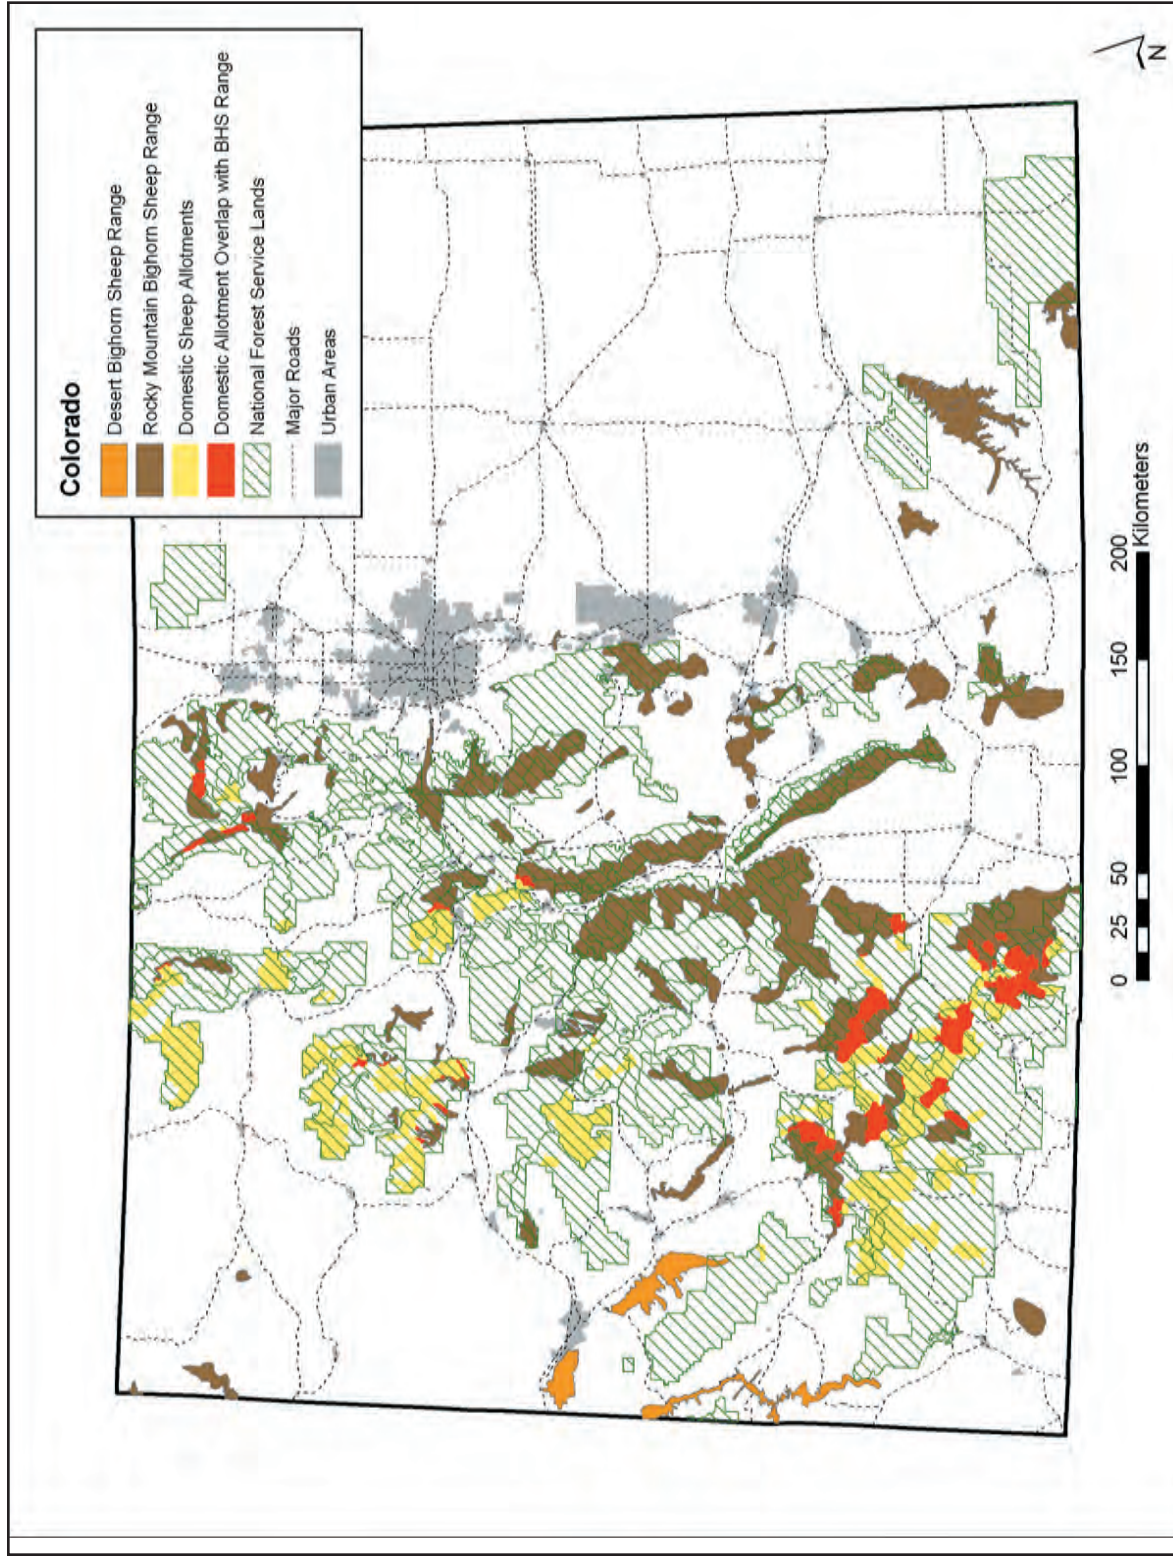 Colorado
Desert Bighorn Sheep Range
Rocky Mountain Bighorn Sheep Range
Domestic Sheep Allotments
Domestic Allotment Overlap with BHS Range
National Forest Service Lands
Major Roads
Urban Areas
0 25 50 100 150 200
Kilometers
N